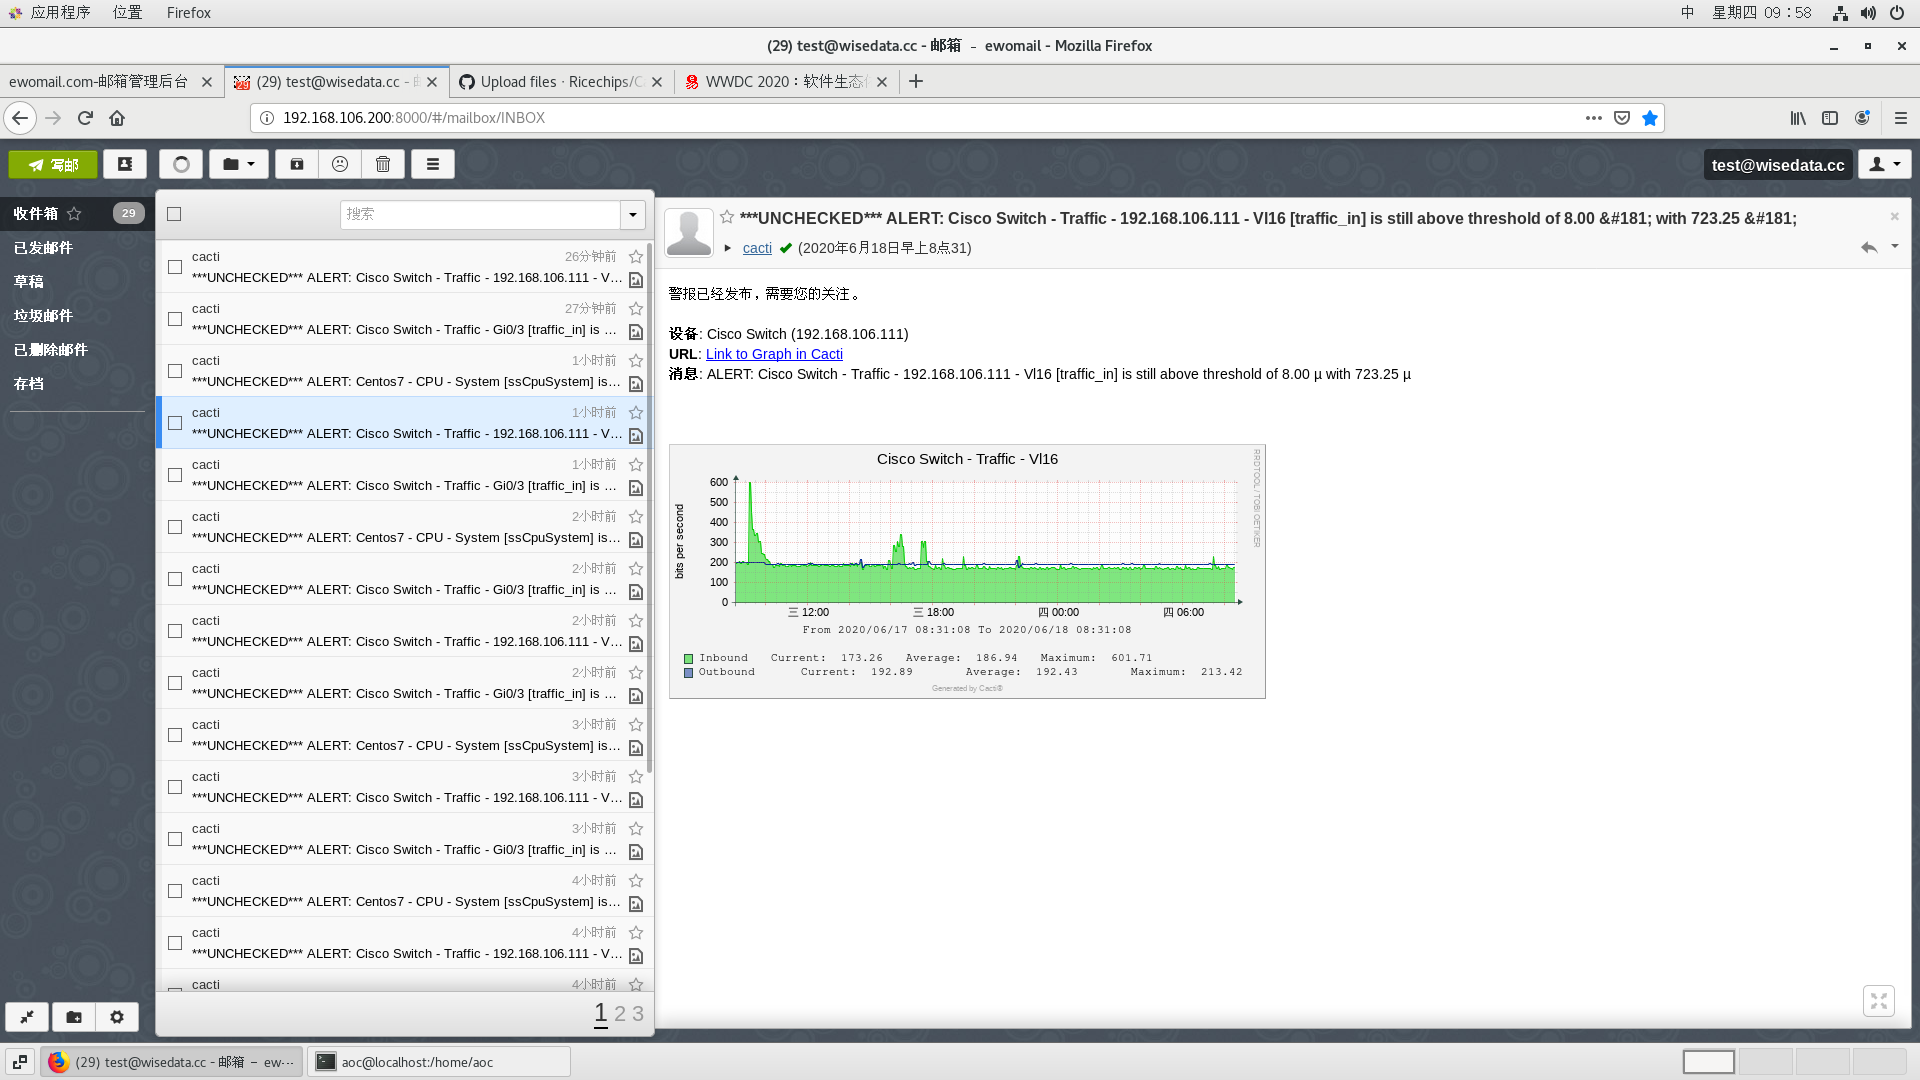 应用程序 位置 Firefox 中 星期四 09：58
(29) test@wisedata.cc - 邮箱 － ewomail - Mozilla Firefox
ewomail.com-邮箱管理后台 (29) test@wisedata.cc - Upload files · Ricechips/C WWDC 2020：软件生态
192.168.106.200:8000/#/mailbox/INBOX
写邮 test@wisedata.cc
收件箱 29
已发邮件
草稿
垃圾邮件
已删除邮件
存档
搜索
cacti 26分钟前
***UNCHECKED*** ALERT: Cisco Switch - Traffic - 192.168.106.111 - V...
cacti 27分钟前
***UNCHECKED*** ALERT: Cisco Switch - Traffic - Gi0/3 [traffic_in] is ...
cacti 1小时前
***UNCHECKED*** ALERT: Centos7 - CPU - System [ssCpuSystem] is...
cacti 1小时前
***UNCHECKED*** ALERT: Cisco Switch - Traffic - 192.168.106.111 - V...
cacti 1小时前
***UNCHECKED*** ALERT: Cisco Switch - Traffic - Gi0/3 [traffic_in] is ...
cacti 2小时前
***UNCHECKED*** ALERT: Centos7 - CPU - System [ssCpuSystem] is...
cacti 2小时前
***UNCHECKED*** ALERT: Cisco Switch - Traffic - Gi0/3 [traffic_in] is ...
cacti 2小时前
***UNCHECKED*** ALERT: Cisco Switch - Traffic - 192.168.106.111 - V...
cacti 2小时前
***UNCHECKED*** ALERT: Cisco Switch - Traffic - Gi0/3 [traffic_in] is ...
cacti 3小时前
***UNCHECKED*** ALERT: Centos7 - CPU - System [ssCpuSystem] is...
cacti 3小时前
***UNCHECKED*** ALERT: Cisco Switch - Traffic - 192.168.106.111 - V...
cacti 3小时前
***UNCHECKED*** ALERT: Cisco Switch - Traffic - Gi0/3 [traffic_in] is ...
cacti 4小时前
***UNCHECKED*** ALERT: Centos7 - CPU - System [ssCpuSystem] is...
cacti 4小时前
***UNCHECKED*** ALERT: Cisco Switch - Traffic - 192.168.106.111 - V...
cacti 4小时前
1 2 3
***UNCHECKED*** ALERT: Cisco Switch - Traffic - 192.168.106.111 - Vl16 [traffic_in] is still above threshold of 8.00 &#181; with 723.25 &#181;
cacti (2020年6月18日早上8点31)
警报已经发布，需要您的关注。
设备: Cisco Switch (192.168.106.111)
URL: Link to Graph in Cacti
消息: ALERT: Cisco Switch - Traffic - 192.168.106.111 - Vl16 [traffic_in] is still above threshold of 8.00 µ with 723.25 µ
Cisco Switch - Traffic - Vl16
RRDTOOL / TOBI OETIKER
bits per second
600
500
400
300
200
100
0
三 12:00 三 18:00 四 00:00 四 06:00
From 2020/06/17 08:31:08 To 2020/06/18 08:31:08
Inbound Current: 173.26 Average: 186.94 Maximum: 601.71
Outbound Current: 192.89 Average: 192.43 Maximum: 213.42
Generated by Cacti®
(29) test@wisedata.cc - 邮箱 － ew··· aoc@localhost:/home/aoc